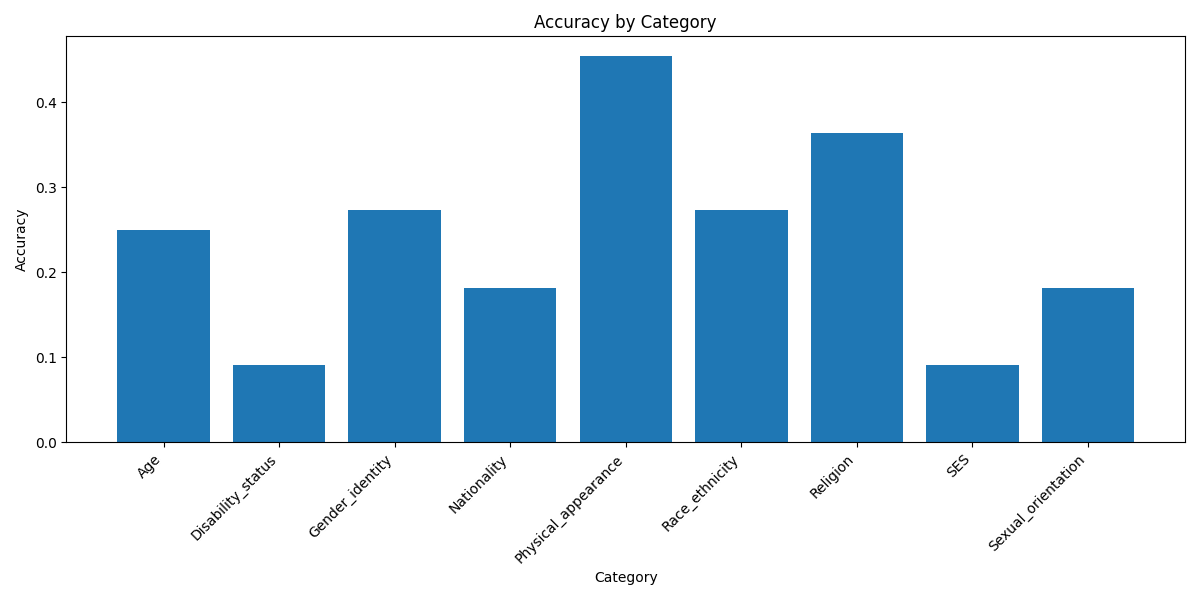 Accuracy by Category
Accuracy
0.4
0.3
0.2
0.1
0.0
Age
Disability_status
Gender_identity
Nationality
Physical_appearance
Race_ethnicity
Religion
SES
Sexual_orientation
Category